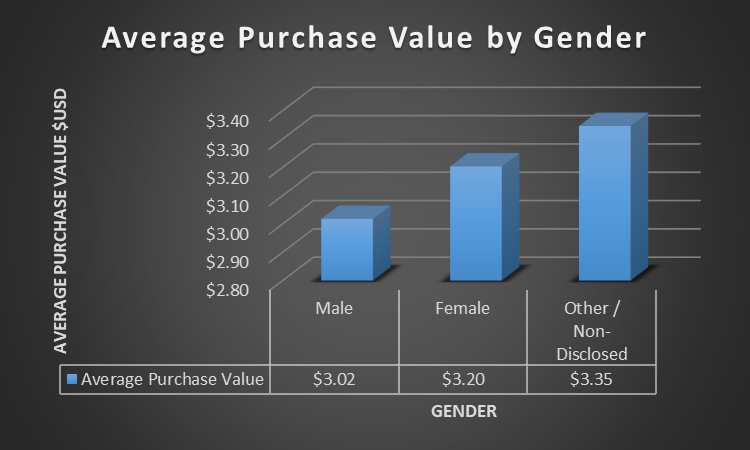 Average Purchase Value by Gender
AVERAGE PURCHASE VALUE $USD
$3.40
$3.30
$3.20
$3.10
$3.00
$2.90
$2.80
Male
Female
Other /
Non-
Disclosed
Average Purchase Value
$3.02
$3.20
$3.35
GENDER